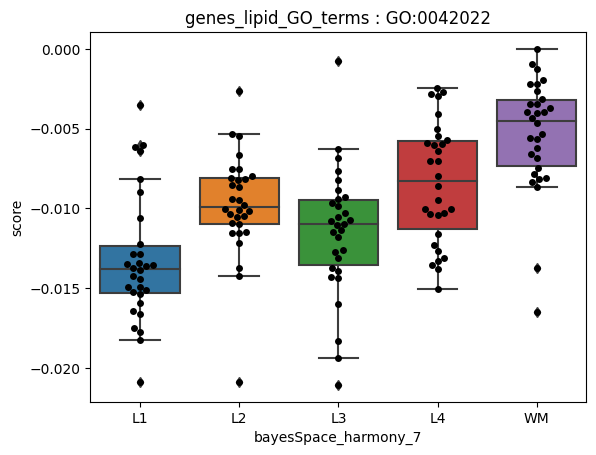 genes_lipid_GO_terms : GO:0042022
0.000
−0.005
−0.010
−0.015
−0.020
score
L1 L2 L3 L4 WM
bayesSpace_harmony_7